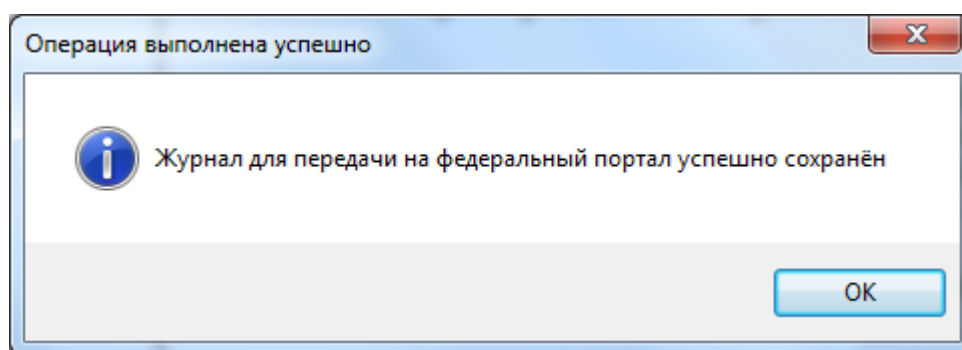 Операция выполнена успешно
Журнал для передачи на федеральный портал успешно сохранён
OK